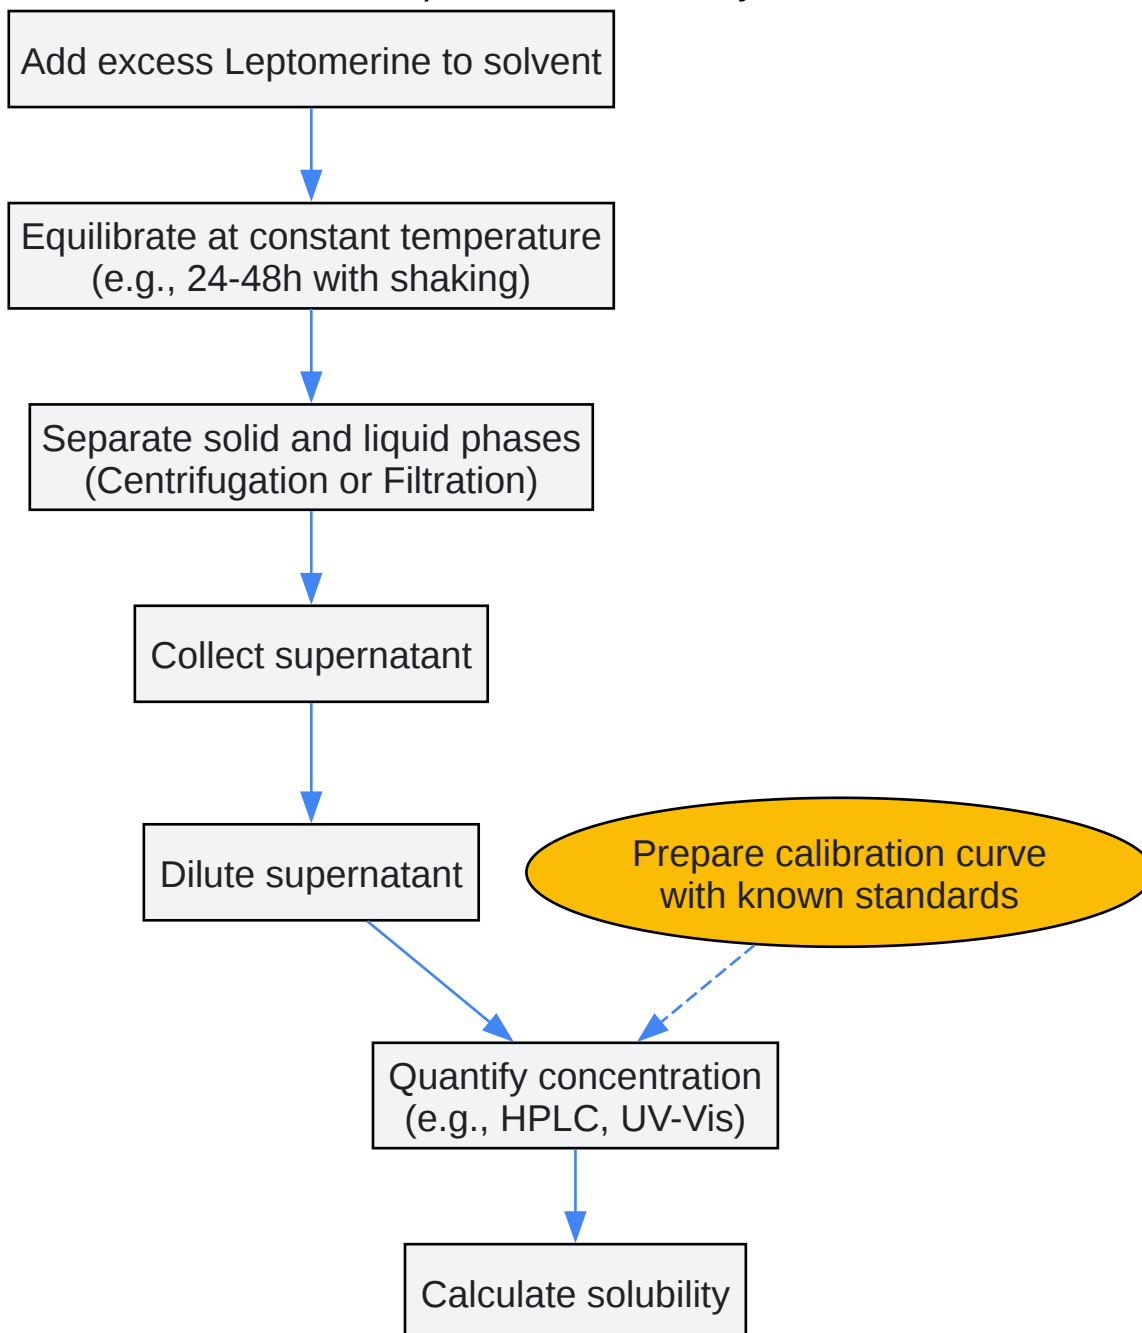 Add excess Leptomerine to solvent
Equilibrate at constant temperature
(e.g., 24-48h with shaking)
Separate solid and liquid phases
(Centrifugation or Filtration)
Collect supernatant
Dilute supernatant
Prepare calibration curve
with known standards
Quantify concentration
(e.g., HPLC, UV-Vis)
Calculate solubility